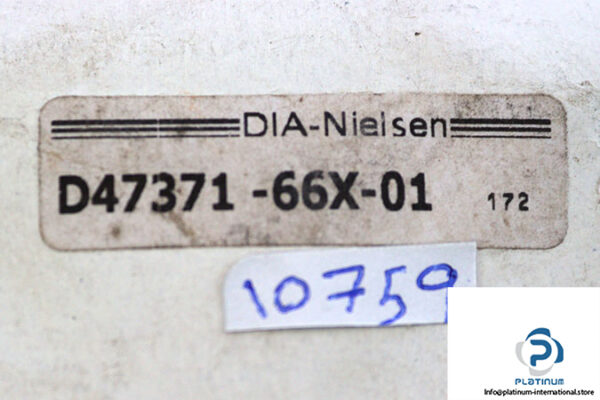 DIA-Nielsen
D47371 -66X-01 172
10759
PLATINUM
Info@platinum-international.store